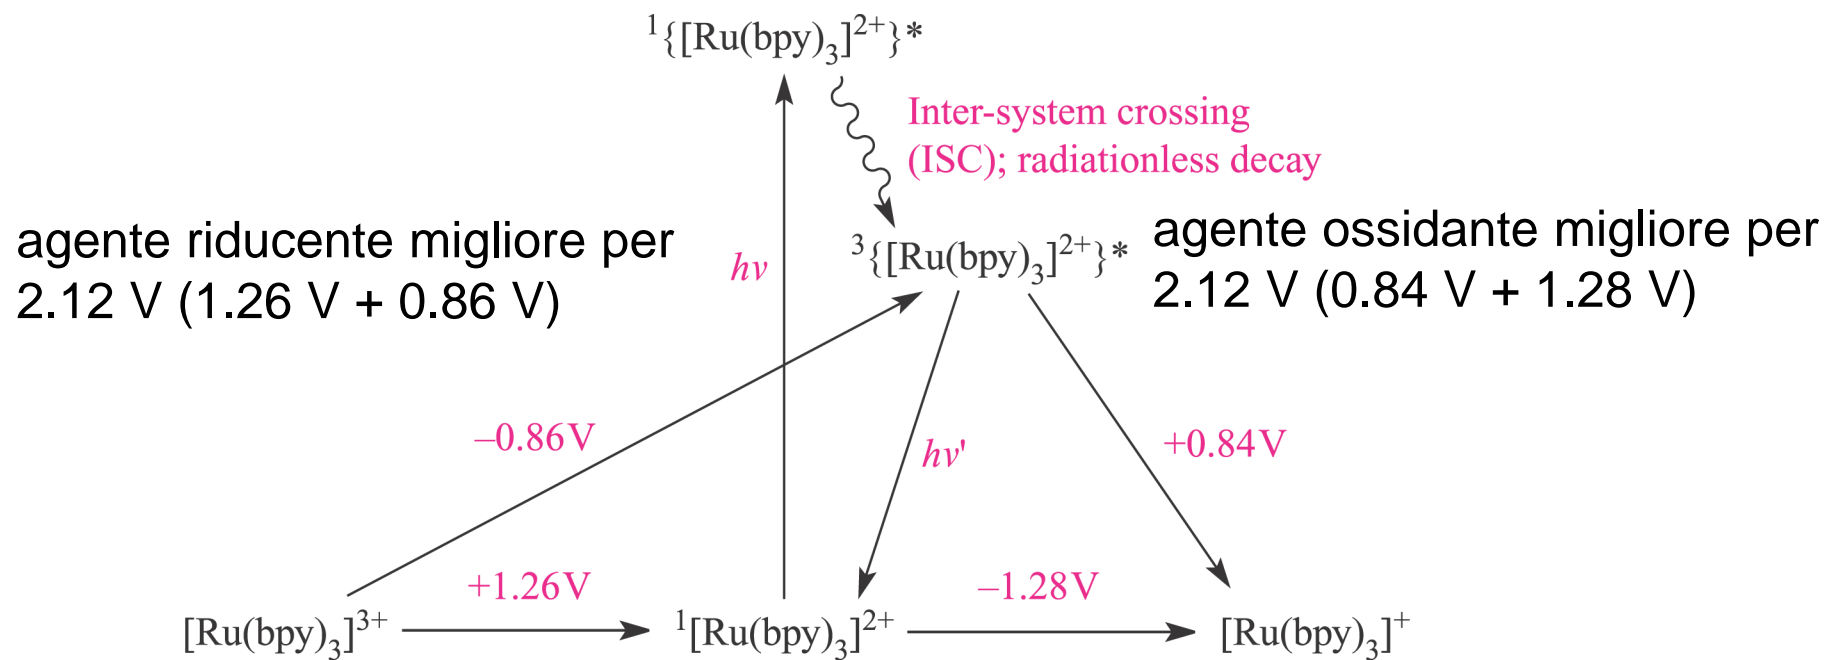 ¹{[Ru(bpy)₃]²⁺}*
Inter-system crossing
(ISC); radiationless decay
agente riducente migliore per
2.12 V (1.26 V + 0.86 V)
hν
³{[Ru(bpy)₃]²⁺}*
agente ossidante migliore per
2.12 V (0.84 V + 1.28 V)
–0.86V
hν'
+0.84V
+1.26V
–1.28V
[Ru(bpy)₃]³⁺
¹[Ru(bpy)₃]²⁺
[Ru(bpy)₃]⁺